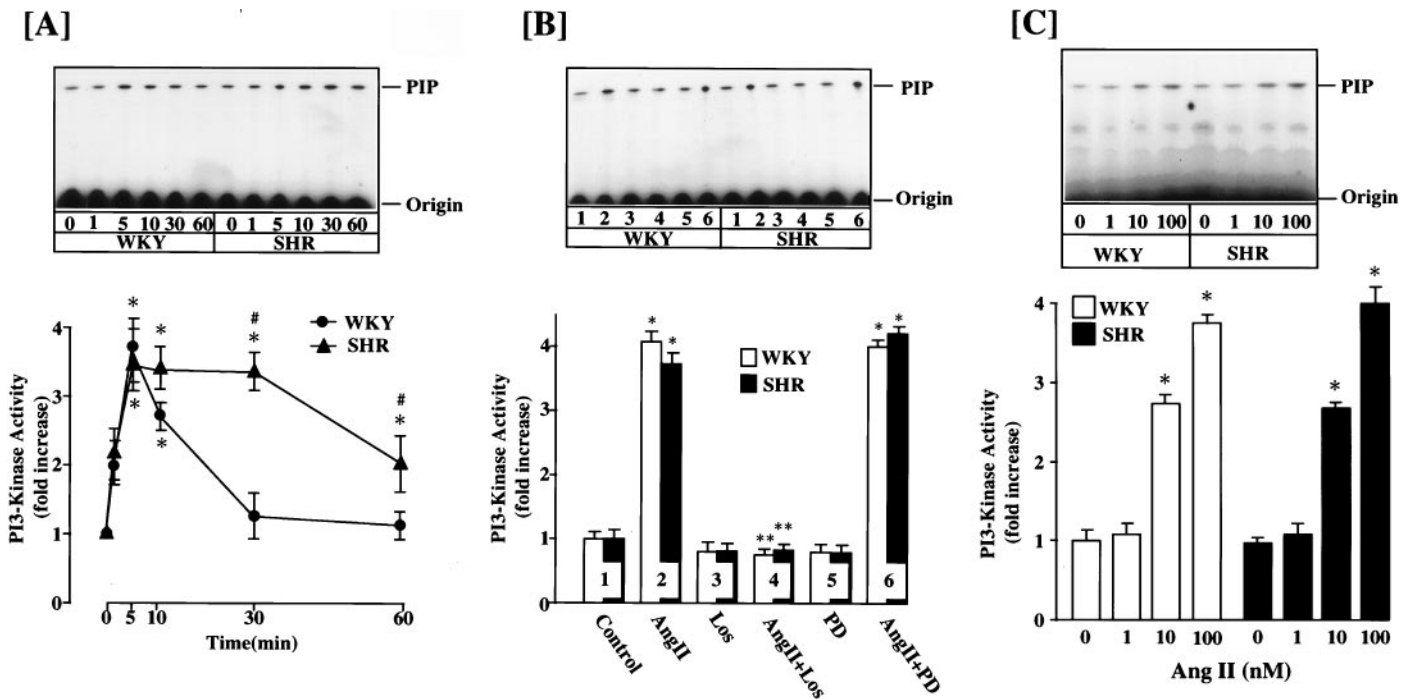 [A]
PIP
Origin
0 1 5 10 30 60 0 1 5 10 30 60
WKY SHR
PI3-Kinase Activity
(fold increase)
4
3
2
1
0
* * # *
* * # *
WKY
SHR
0 5 10 30 60
Time(min)
[B]
PIP
Origin
1 2 3 4 5 6 1 2 3 4 5 6
WKY SHR
PI3-Kinase Activity
(fold increase)
4
3
2
1
0
* * ** ** * *
WKY
SHR
1 2 3 4 5 6
Control AngII Los AngII+Los PD AngII+PD
[C]
PIP
Origin
0 1 10 100 0 1 10 100
WKY SHR
PI3-Kinase Activity
(fold increase)
4
3
2
1
0
* * * *
WKY
SHR
0 1 10 100 0 1 10 100
Ang II (nM)